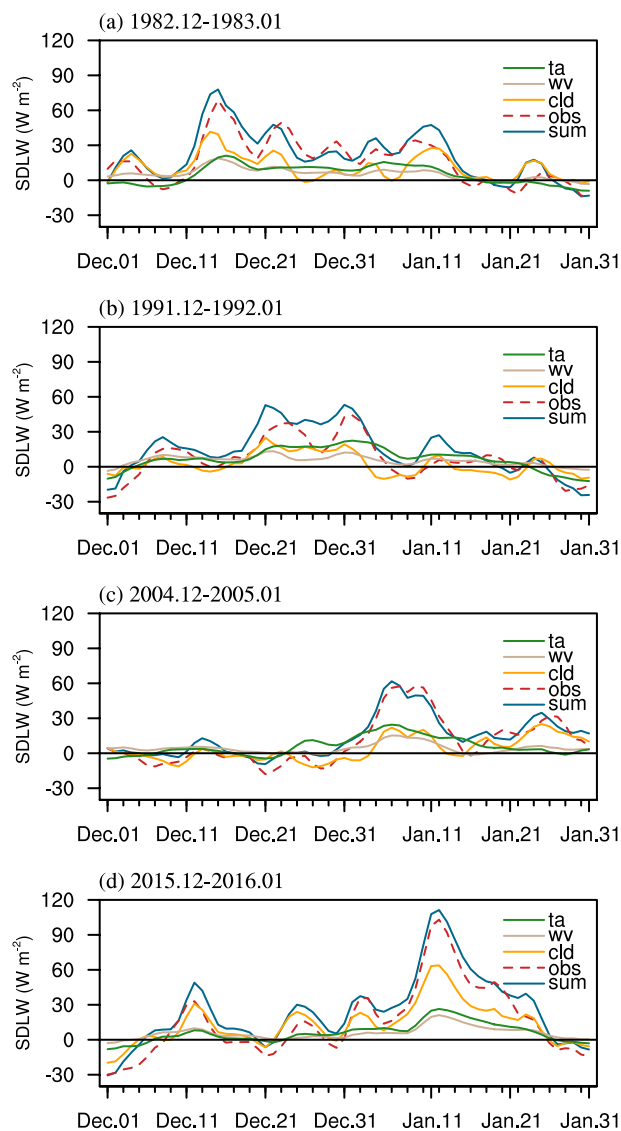 (a) 1982.12-1983.01
120
90
60
30
0
-30
SDLW (W m-2)
ta
wv
cld
obs
sum
Dec.01 Dec.11 Dec.21 Dec.31 Jan.11 Jan.21 Jan.31
(b) 1991.12-1992.01
120
90
60
30
0
-30
SDLW (W m-2)
ta
wv
cld
obs
sum
Dec.01 Dec.11 Dec.21 Dec.31 Jan.11 Jan.21 Jan.31
(c) 2004.12-2005.01
120
90
60
30
0
-30
SDLW (W m-2)
ta
wv
cld
obs
sum
Dec.01 Dec.11 Dec.21 Dec.31 Jan.11 Jan.21 Jan.31
(d) 2015.12-2016.01
120
90
60
30
0
-30
SDLW (W m-2)
ta
wv
cld
obs
sum
Dec.01 Dec.11 Dec.21 Dec.31 Jan.11 Jan.21 Jan.31